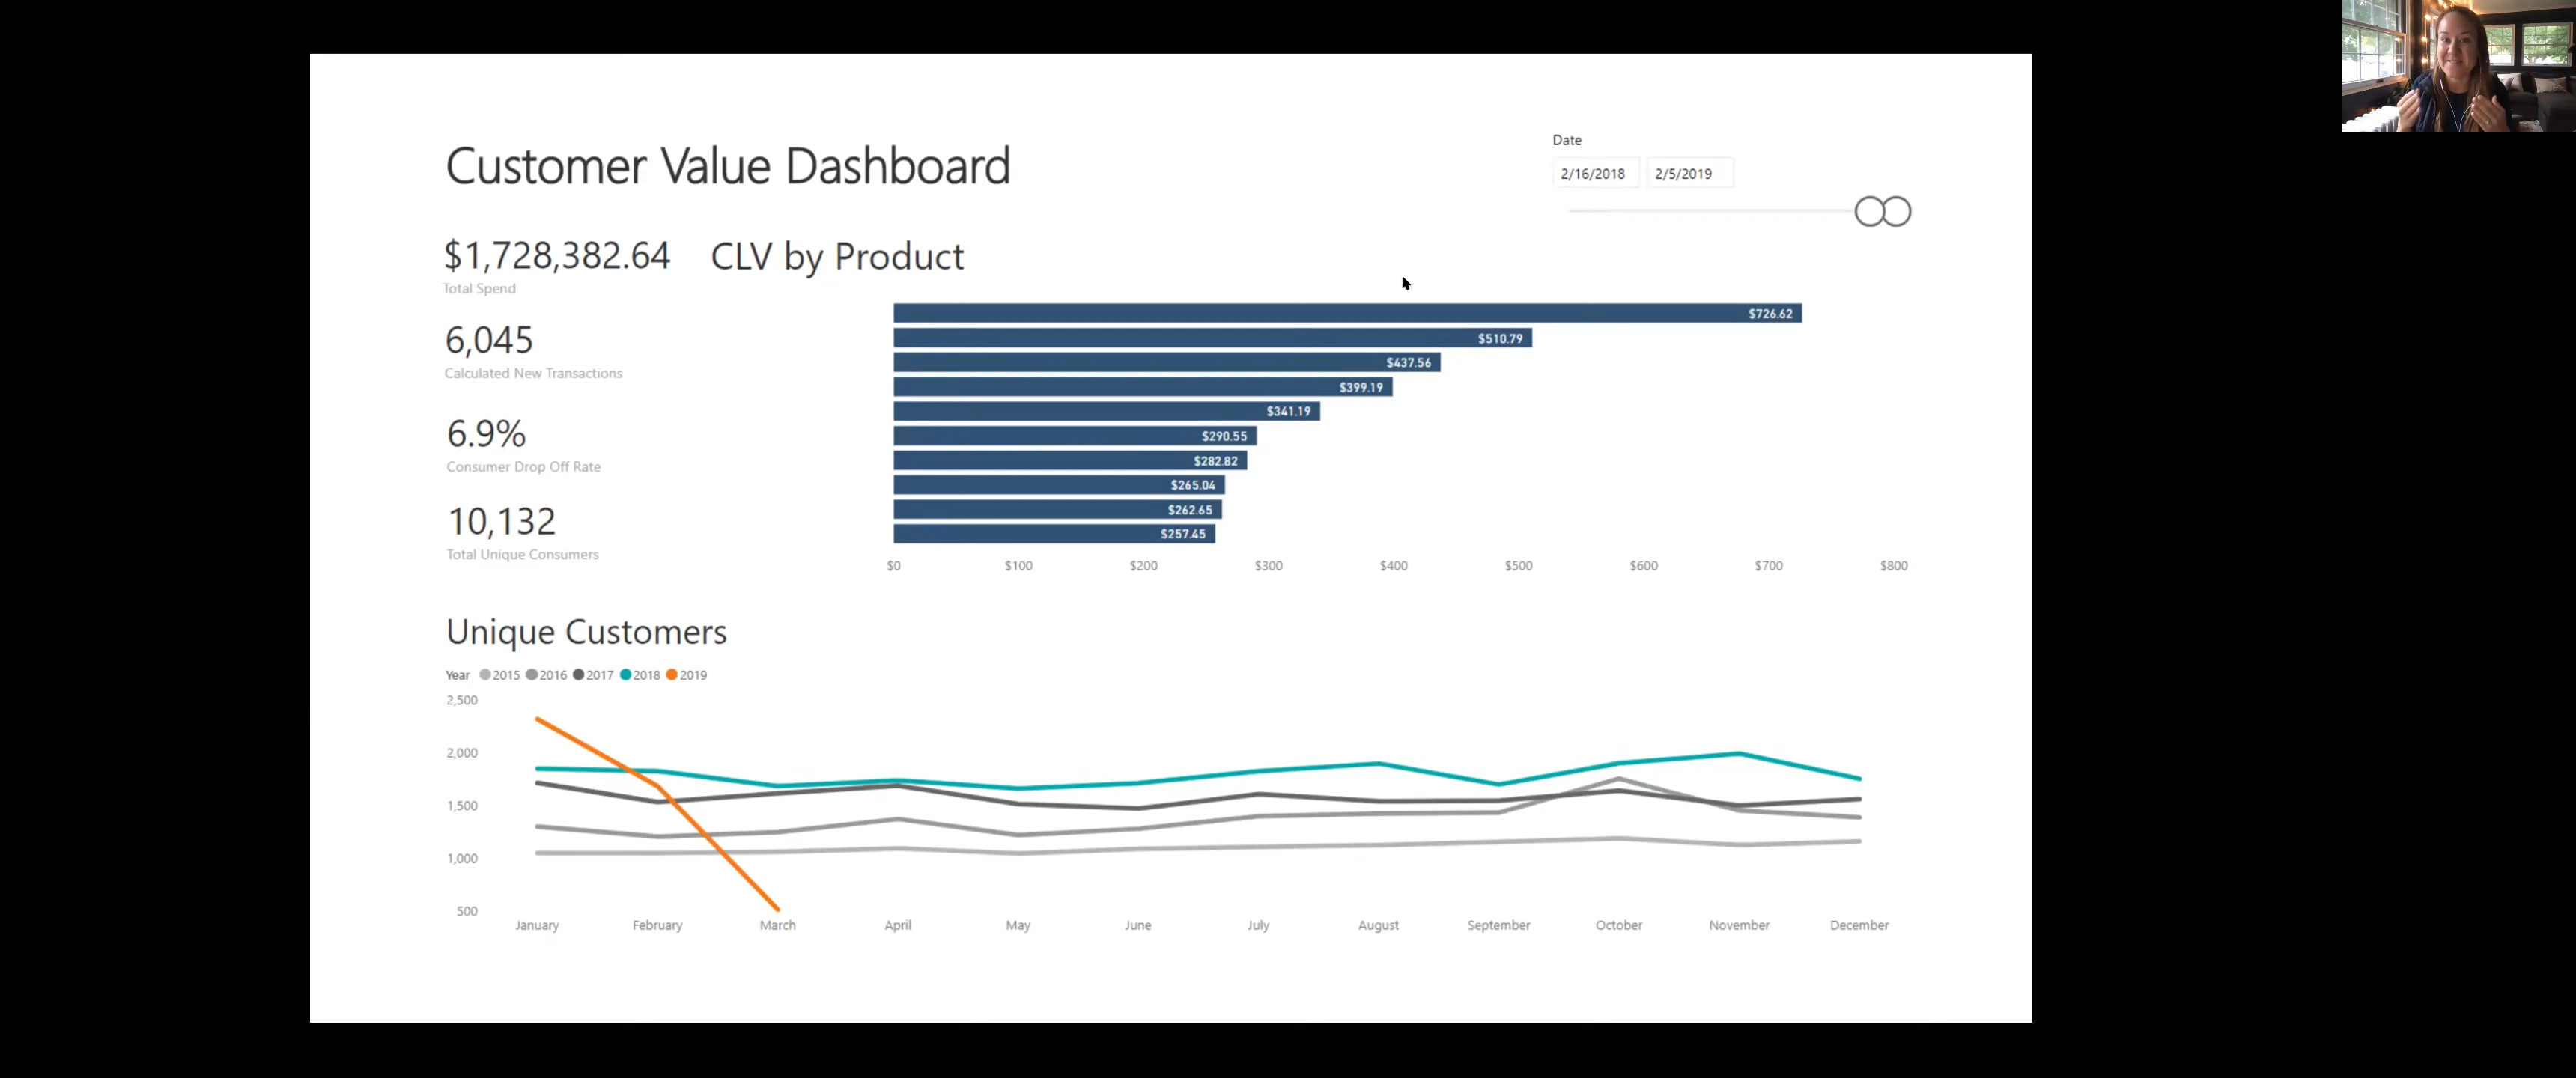 Customer Value Dashboard
Date
2/16/2018 2/5/2019
$1,728,382.64
Total Spend
6,045
Calculated New Transactions
6.9%
Consumer Drop Off Rate
10,132
Total Unique Consumers
CLV by Product
$726.62
$510.79
$437.56
$399.19
$341.19
$290.55
$282.82
$265.04
$262.65
$257.45
$0 $100 $200 $300 $400 $500 $600 $700 $800
Unique Customers
Year 2015 2016 2017 2018 2019
2,500
2,000
1,500
1,000
500
January February March April May June July August September October November December